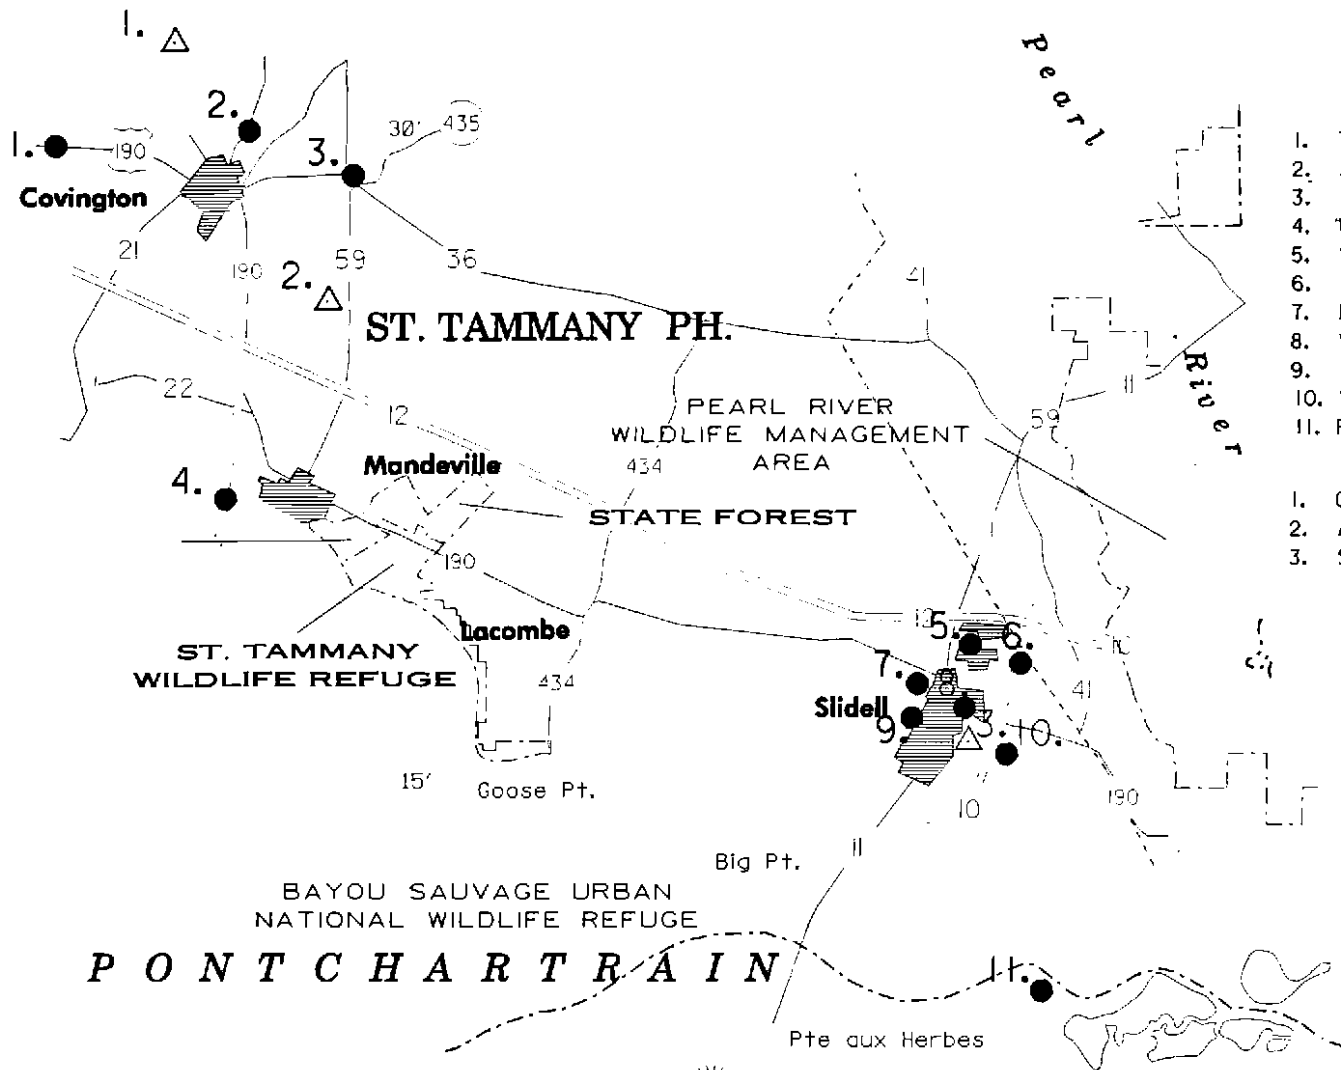 1.
Pearl
2.
1.
190
30'
435
3.
Covington
21
190
59
36
2.
41
ST. TAMMANY PH.
River
11
22
12
PEARL RIVER
WILDLIFE MANAGEMENT
AREA
59
Mandeville
434
4.
STATE FOREST
190
Lacombe
12
5.
6.
ST. TAMMANY
WILDLIFE REFUGE
434
7.
8
41
Slidell
9.
3.
10.
15'
Goose Pt.
10
190
11
Big Pt.
BAYOU SAUVAGE URBAN
NATIONAL WILDLIFE REFUGE
PONTCHARTRAIN
11.
Pte aux Herbes
1.
2.
3.
4.
5.
6.
7.
8.
9.
10.
11.
1.
2.
3.